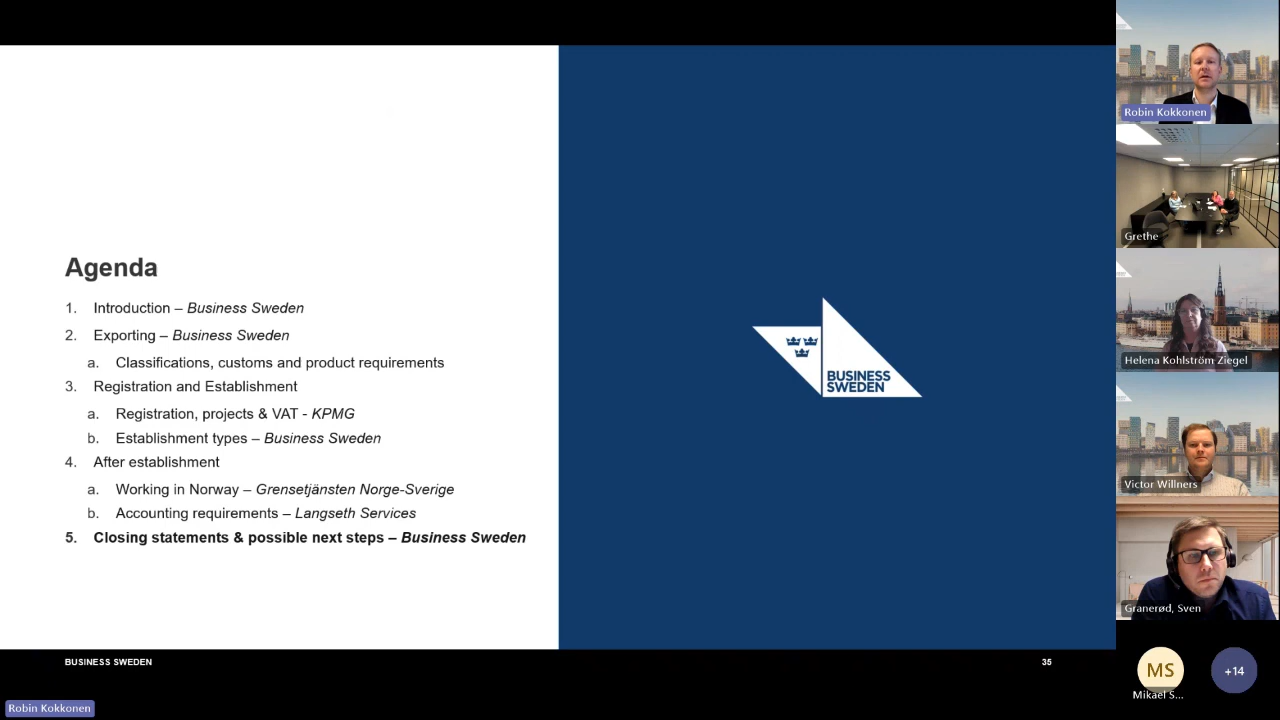 Agenda
1. Introduction – Business Sweden
2. Exporting – Business Sweden
a. Classifications, customs and product requirements
3. Registration and Establishment
a. Registration, projects & VAT - KPMG
b. Establishment types – Business Sweden
4. After establishment
a. Working in Norway – Grensetjänsten Norge-Sverige
b. Accounting requirements – Langseth Services
5. Closing statements & possible next steps – Business Sweden
BUSINESS
SWEDEN
BUSINESS SWEDEN
35
Robin Kokkonen
Robin Kokkonen
Grethe
Helena Kohlström Ziegel
Victor Willners
Granerød, Sven
MS
Mikael S...
+14